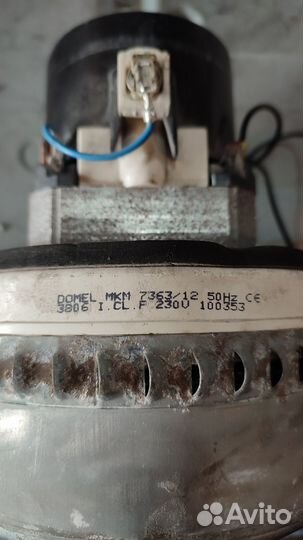 DOMEL MKM 7363/12 50Hz CE
3806 I.CL.F 230V 100353
Avito